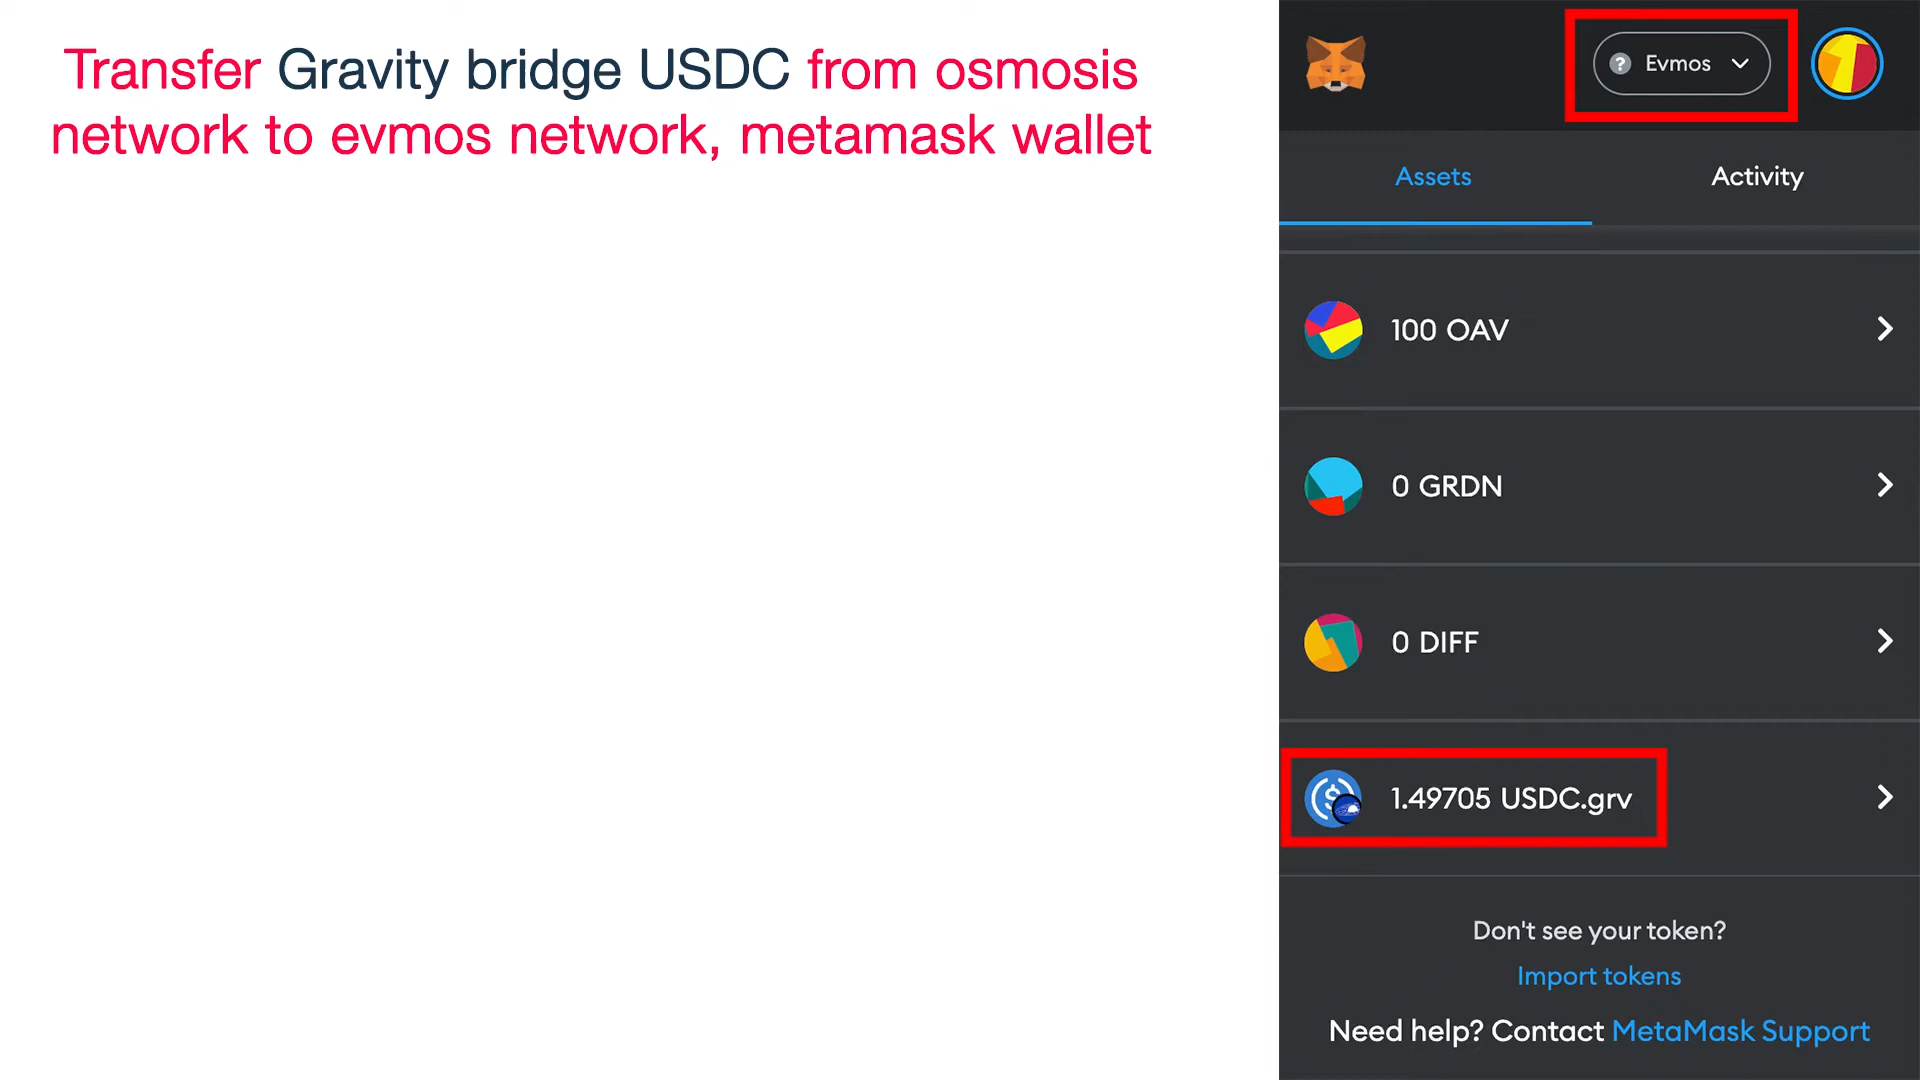 Transfer Gravity bridge USDC from osmosis
network to evmos network, metamask wallet
? Evmos
Assets Activity
100 OAV
0 GRDN
0 DIFF
1.49705 USDC.grv
Don't see your token?
Import tokens
Need help? Contact MetaMask Support